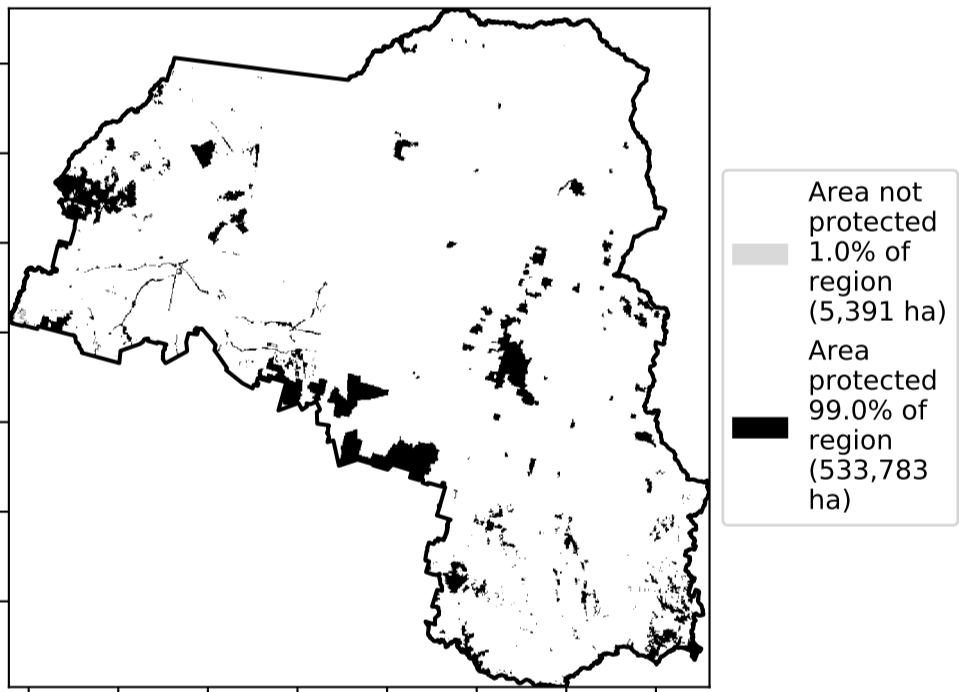 Area not
protected
1.0% of
region
(5,391 ha)
Area
protected
99.0% of
region
(533,783
ha)